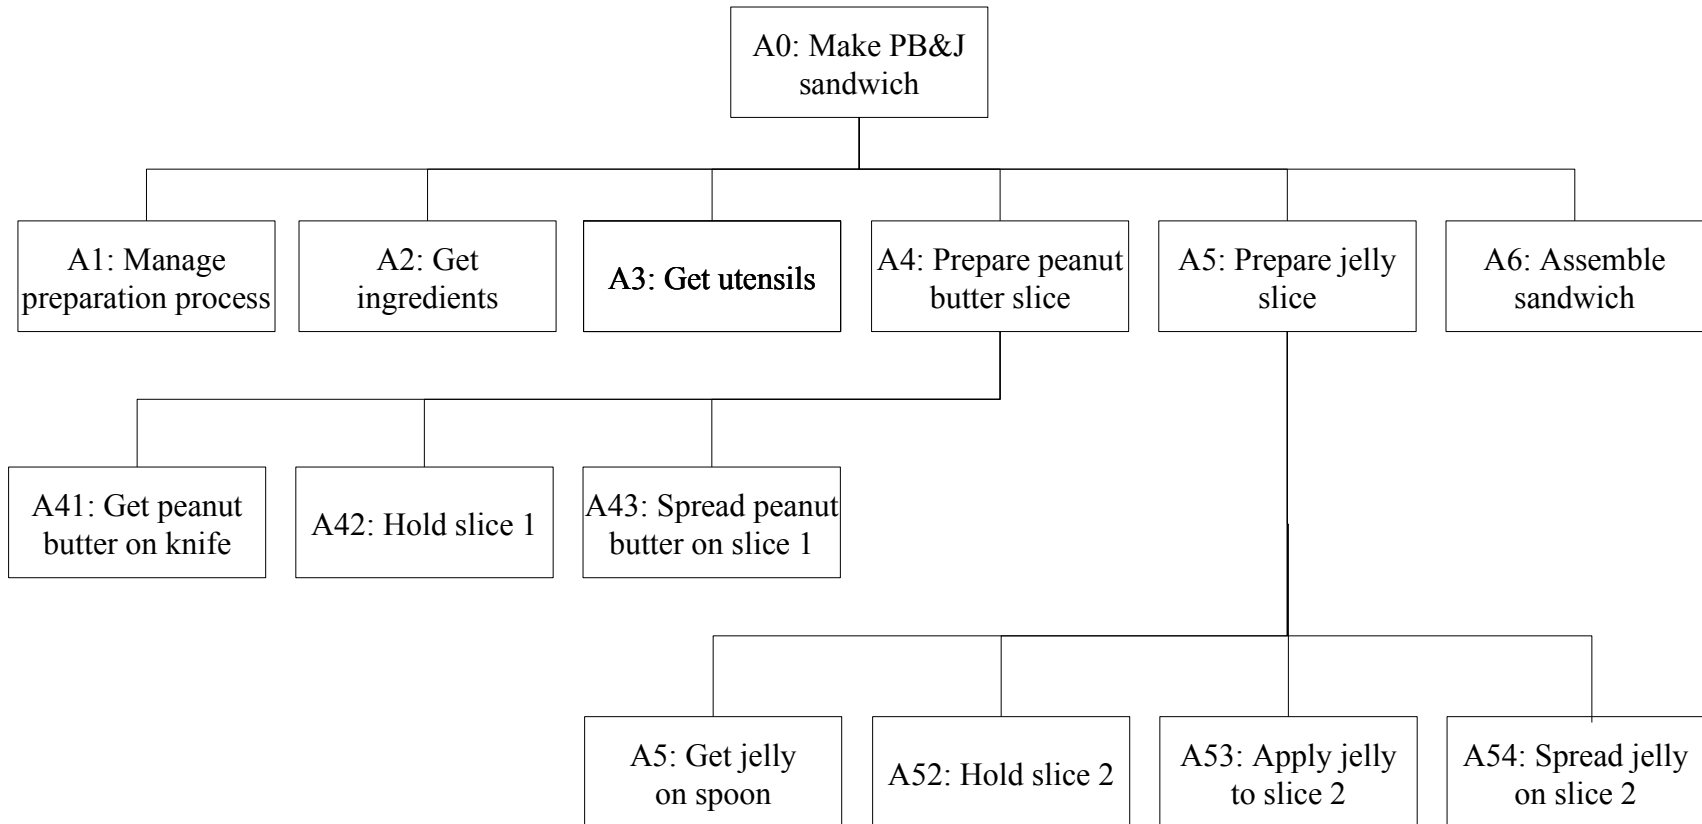 A0: Make PB&J
sandwich
A1: Manage
preparation process
A2: Get
ingredients
A3: Get utensils
A4: Prepare peanut
butter slice
A5: Prepare jelly
slice
A6: Assemble
sandwich
A41: Get peanut
butter on knife
A42: Hold slice 1
A43: Spread peanut
butter on slice 1
A5: Get jelly
on spoon
A52: Hold slice 2
A53: Apply jelly
to slice 2
A54: Spread jelly
on slice 2